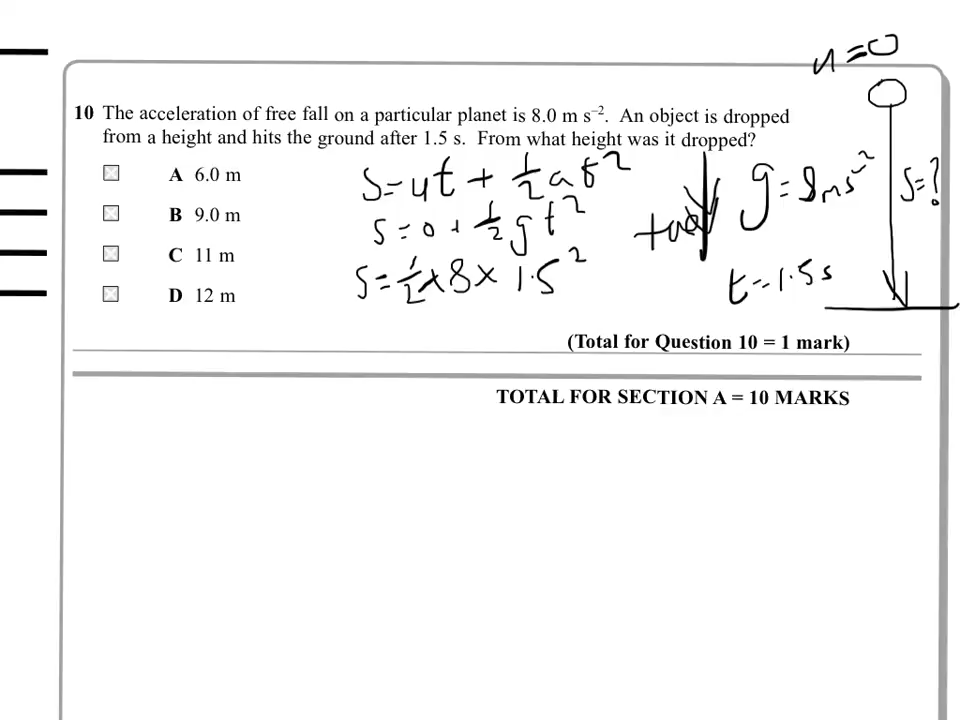 u=0
10 The acceleration of free fall on a particular planet is 8.0 m s⁻². An object is dropped
from a height and hits the ground after 1.5 s. From what height was it dropped?
A 6.0 m
B 9.0 m
C 11 m
D 12 m
s=ut + ½at²
s=0+½gt²
s=½×8×1.5²
g=8ms⁻²
s=?
t=1.5s
(Total for Question 10 = 1 mark)
TOTAL FOR SECTION A = 10 MARKS